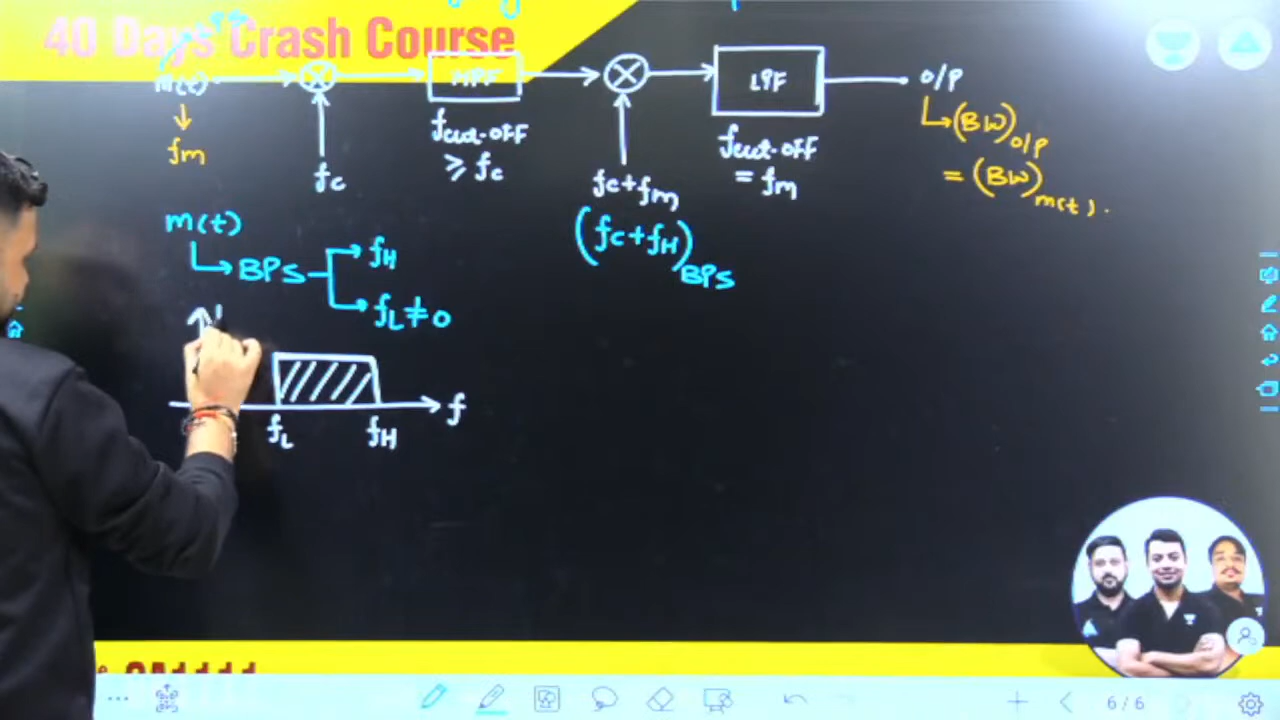 40 Days Crash Course
m(t)
HPF
LPF
O/P
fm
fc
fcut-off
≥ fc
fc+fm
(fc+fH)BPS
fcut-off
= fm
(BW)O/P
= (BW)m(t).
m(t)
BPS
fH
fL≠0
f
fL
fH
6/6